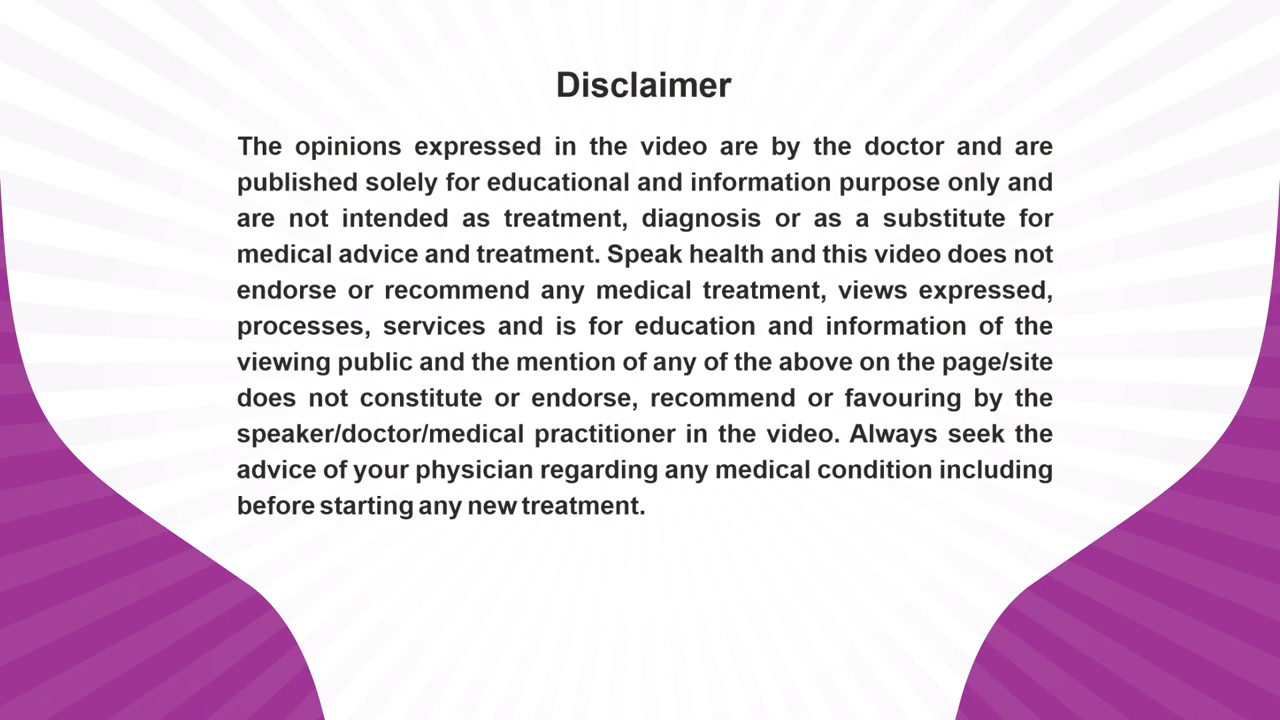 Disclaimer
The opinions expressed in the video are by the doctor and are
published solely for educational and information purpose only and
are not intended as treatment, diagnosis or as a substitute for
medical advice and treatment. Speak health and this video does not
endorse or recommend any medical treatment, views expressed,
processes, services and is for education and information of the
viewing public and the mention of any of the above on the page/site
does not constitute or endorse, recommend or favouring by the
speaker/doctor/medical practitioner in the video. Always seek the
advice of your physician regarding any medical condition including
before starting any new treatment.